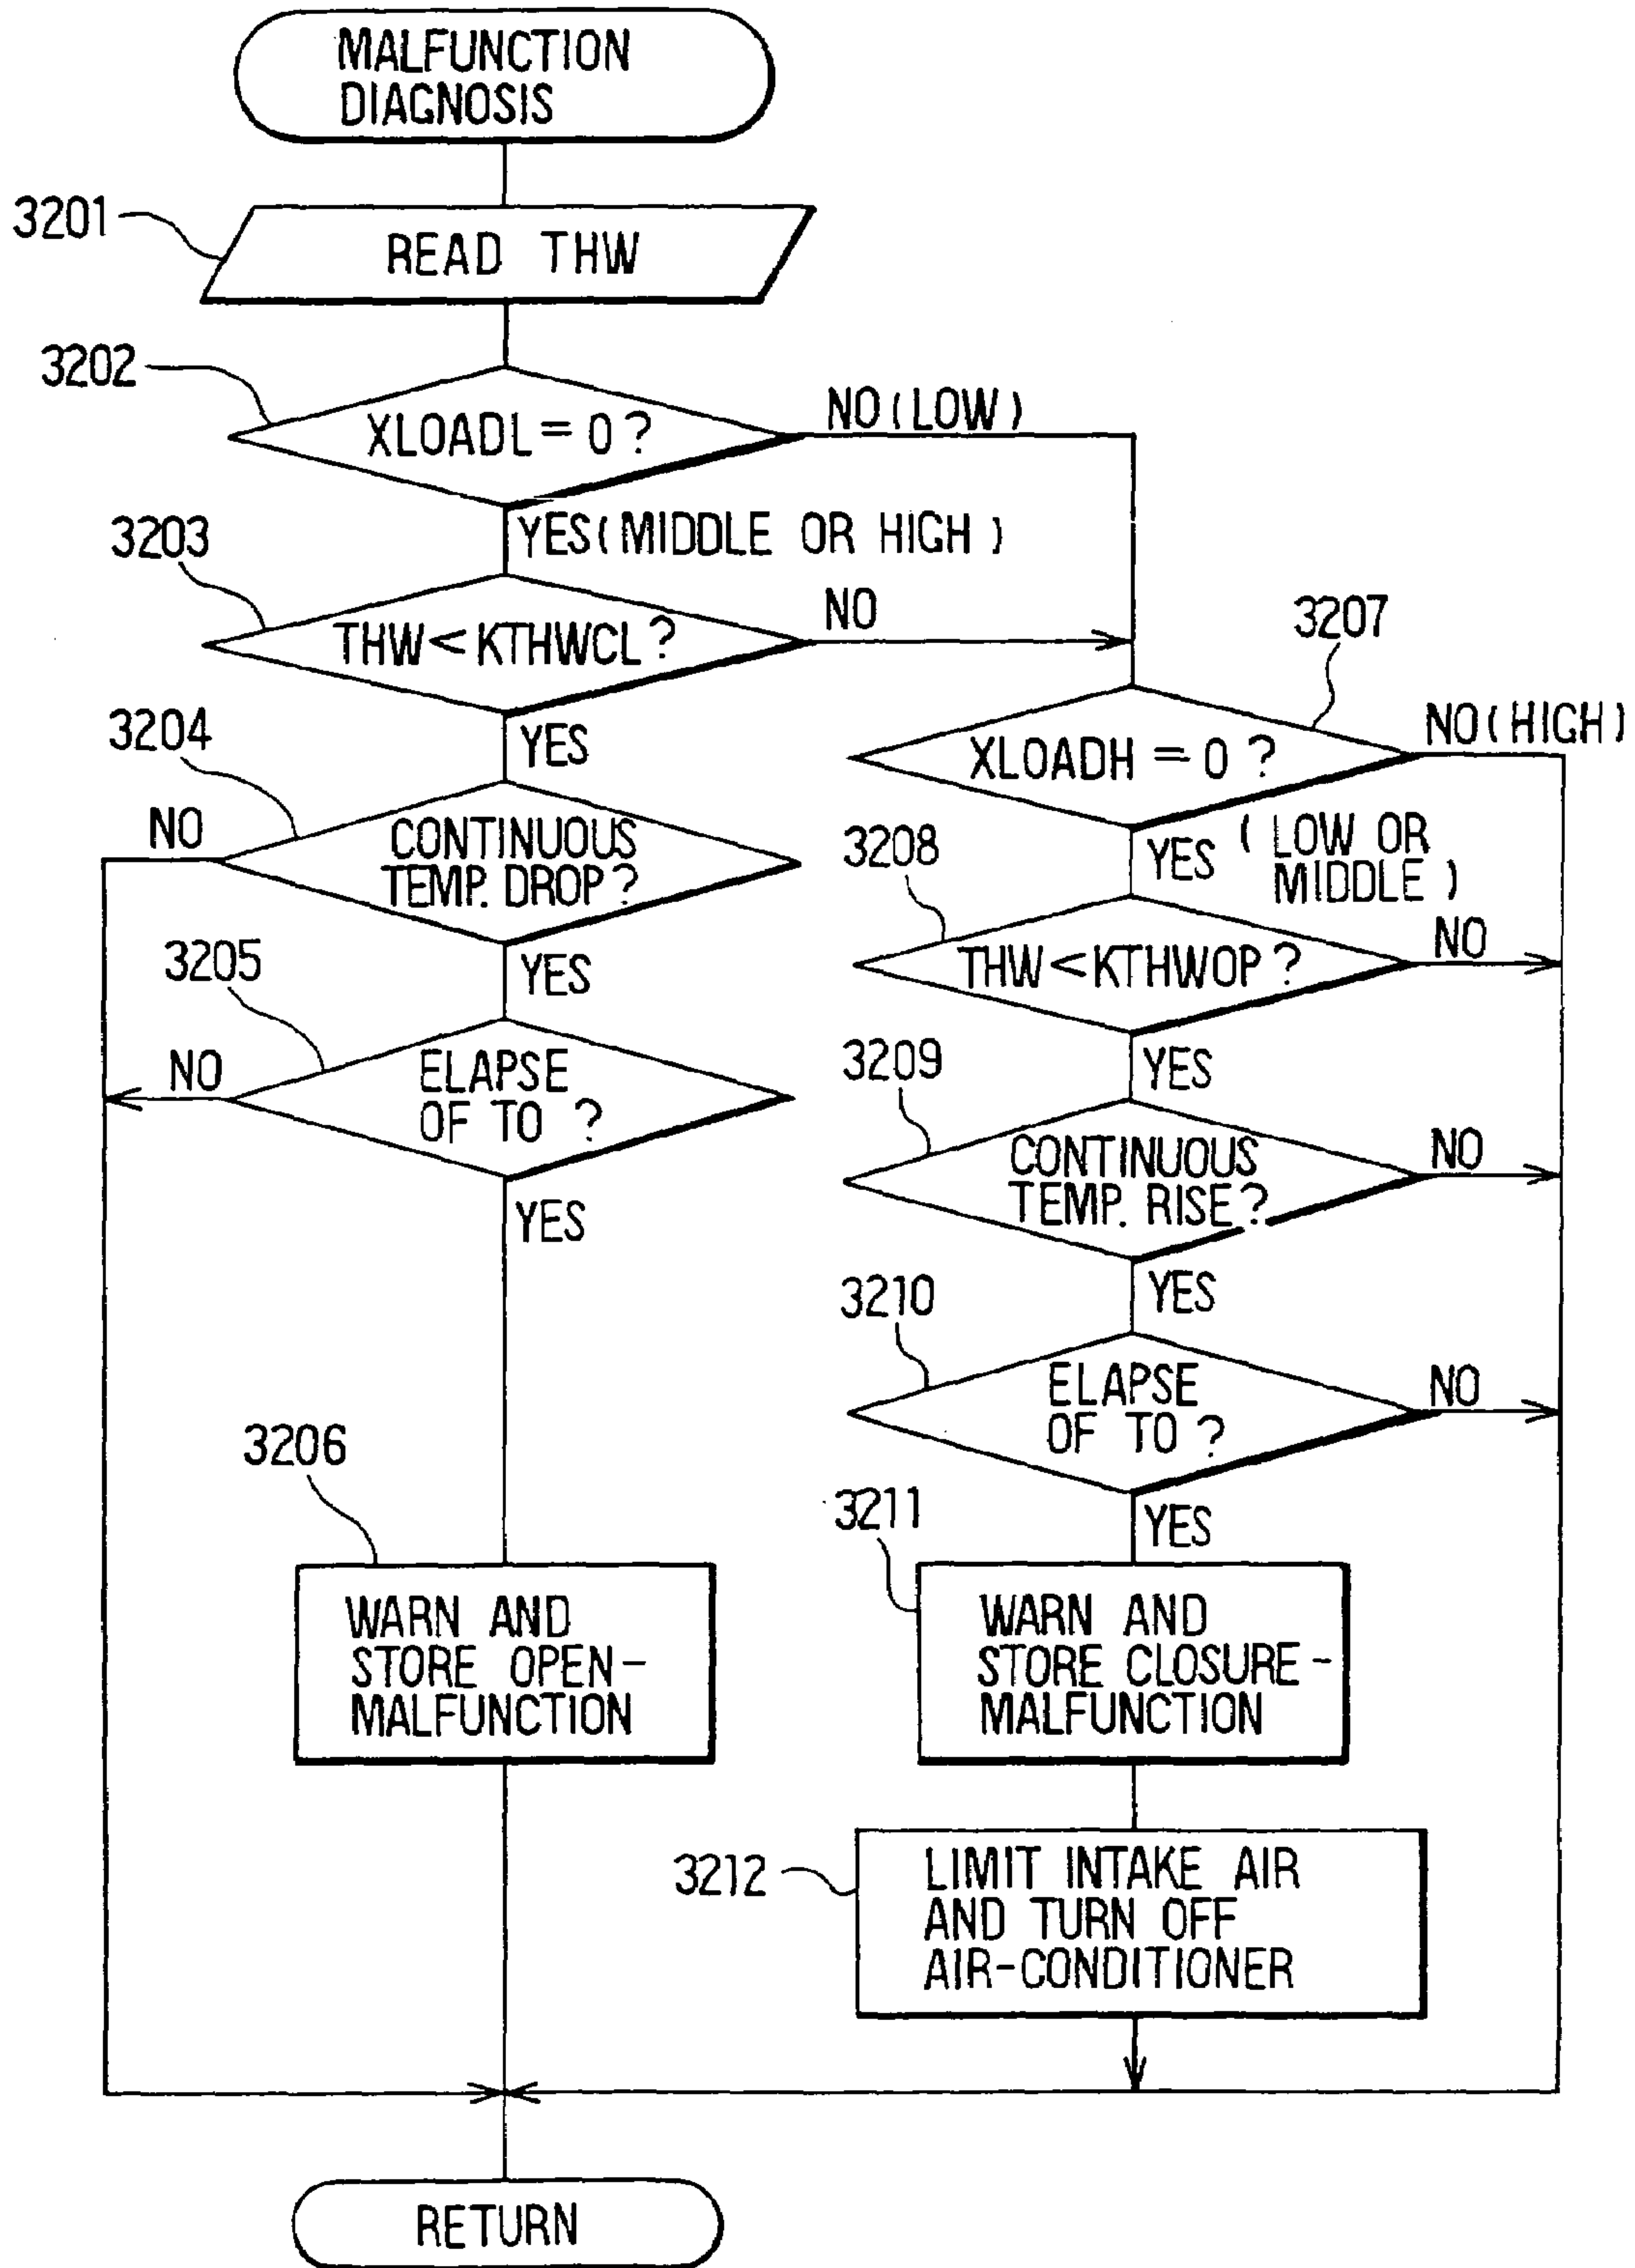 MALFUNCTION
DIAGNOSIS
3201
READ THW
3202
XLOADL = 0 ?
NO (LOW)
YES (MIDDLE OR HIGH)
3203
THW < KTHWCL ?
NO
YES
3204
CONTINUOUS
TEMP. DROP ?
NO
YES
3205
ELAPSE
OF TO ?
NO
YES
3206
WARN AND
STORE OPEN-
MALFUNCTION
3207
XLOADH = 0 ?
NO (HIGH)
YES (LOW OR
MIDDLE)
3208
THW < KTHWOP ?
NO
YES
3209
CONTINUOUS
TEMP. RISE ?
NO
YES
3210
ELAPSE
OF TO ?
NO
YES
3211
WARN AND
STORE CLOSURE-
MALFUNCTION
3212
LIMIT INTAKE AIR
AND TURN OFF
AIR-CONDITIONER
RETURN